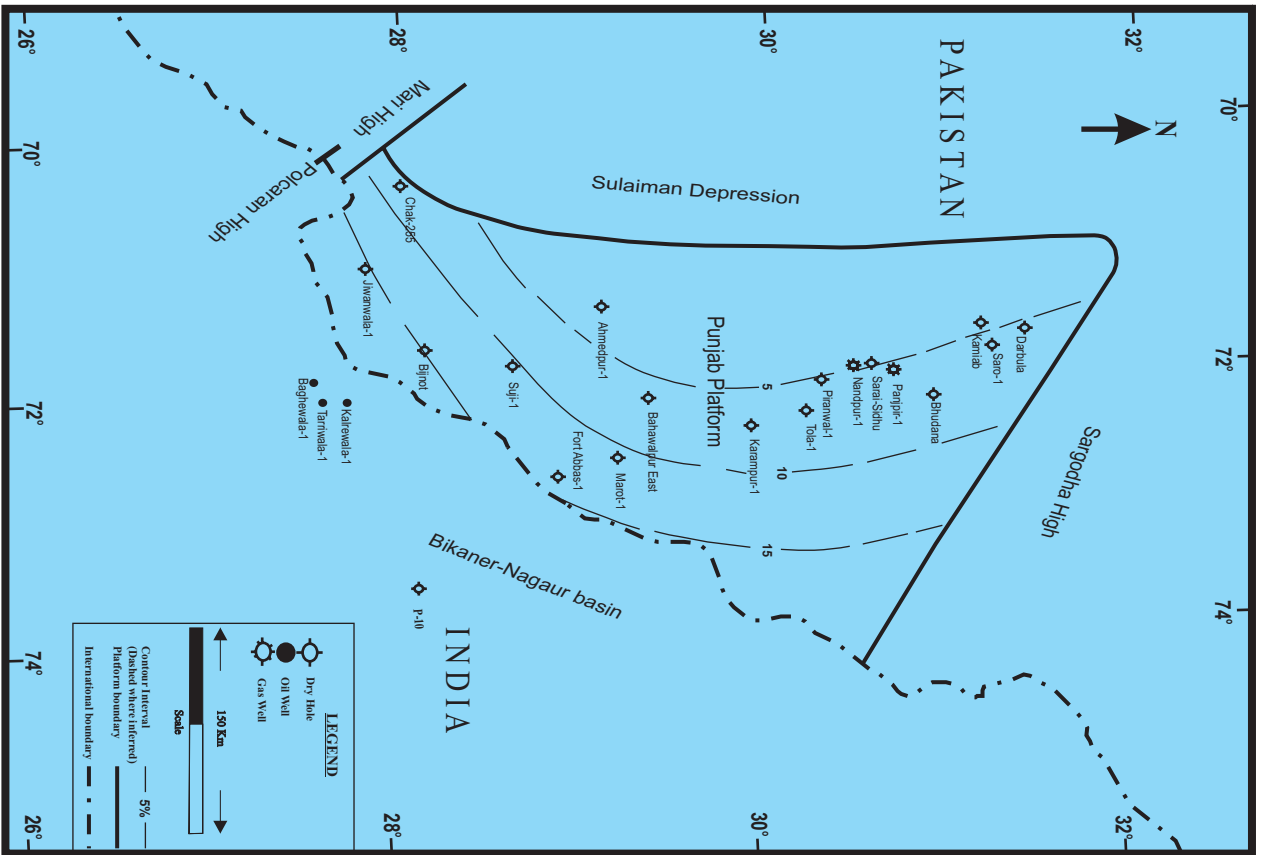 26°
28°
30°
32°
70°
72°
74°
70°
72°
74°
26°
28°
30°
32°
N
PAKISTAN
INDIA
Mari High
Polcaran High
Sulaiman Depression
Punjab Platform
Sargodha High
Bikaner-Nagaur basin
Darbula
Saro-1
Kamiab
Bhudana
Panjpir-1
Sarai-Sidhu
Nandpur-1
Piranwal-1
Tola-1
Karampur-1
Bahawalpur East
Ahmedpur-1
Marot-1
Fort Abbas-1
Suji-1
Bijnot
Jiwanwala-1
Chak-255
Kalrewala-1
Tarriwala-1
Baghewala-1
P-10
5
10
15
LEGEND
Dry Hole
Oil Well
Gas Well
150 Km
Scale
Contour Interval
(Dashed where inferred)
5%
Platform boundary
International boundary